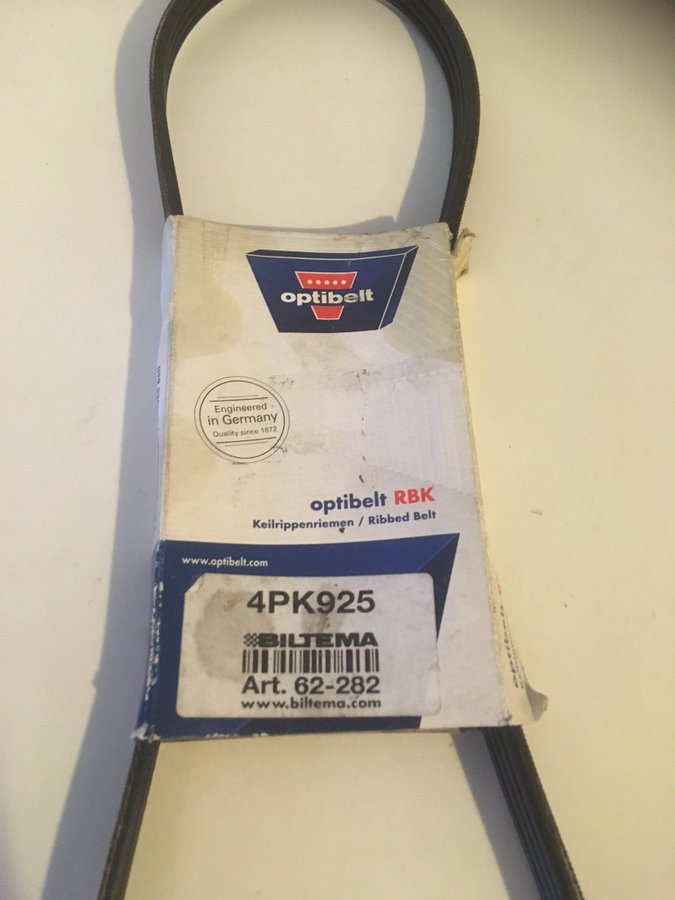 optibelt
Engineered
in Germany
Quality since 1872
optibelt RBK
Keilrippenriemen / Ribbed Belt
www.optibelt.com
4PK925
BILTEMA
Art. 62-282
www.biltema.com